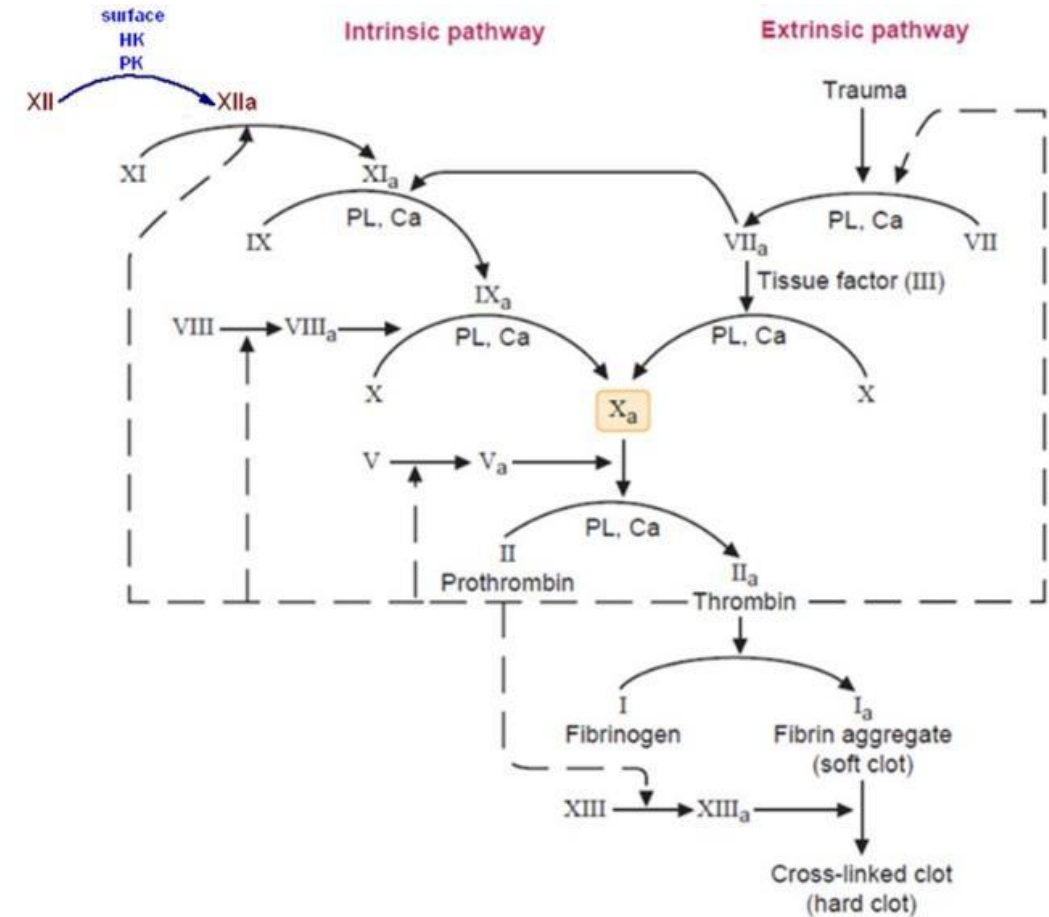 surface
HK
PK
Intrinsic pathway
Extrinsic pathway
XII
XIIa
Trauma
XI
XIa
PL, Ca
PL, Ca
IX
VIIa
VII
Tissue factor (III)
IXa
VIII
VIIIa
PL, Ca
PL, Ca
X
X
Xa
V
Va
PL, Ca
II
Prothrombin
IIa
Thrombin
I
Fibrinogen
Ia
Fibrin aggregate
(soft clot)
XIII
XIIIa
Cross-linked clot
(hard clot)